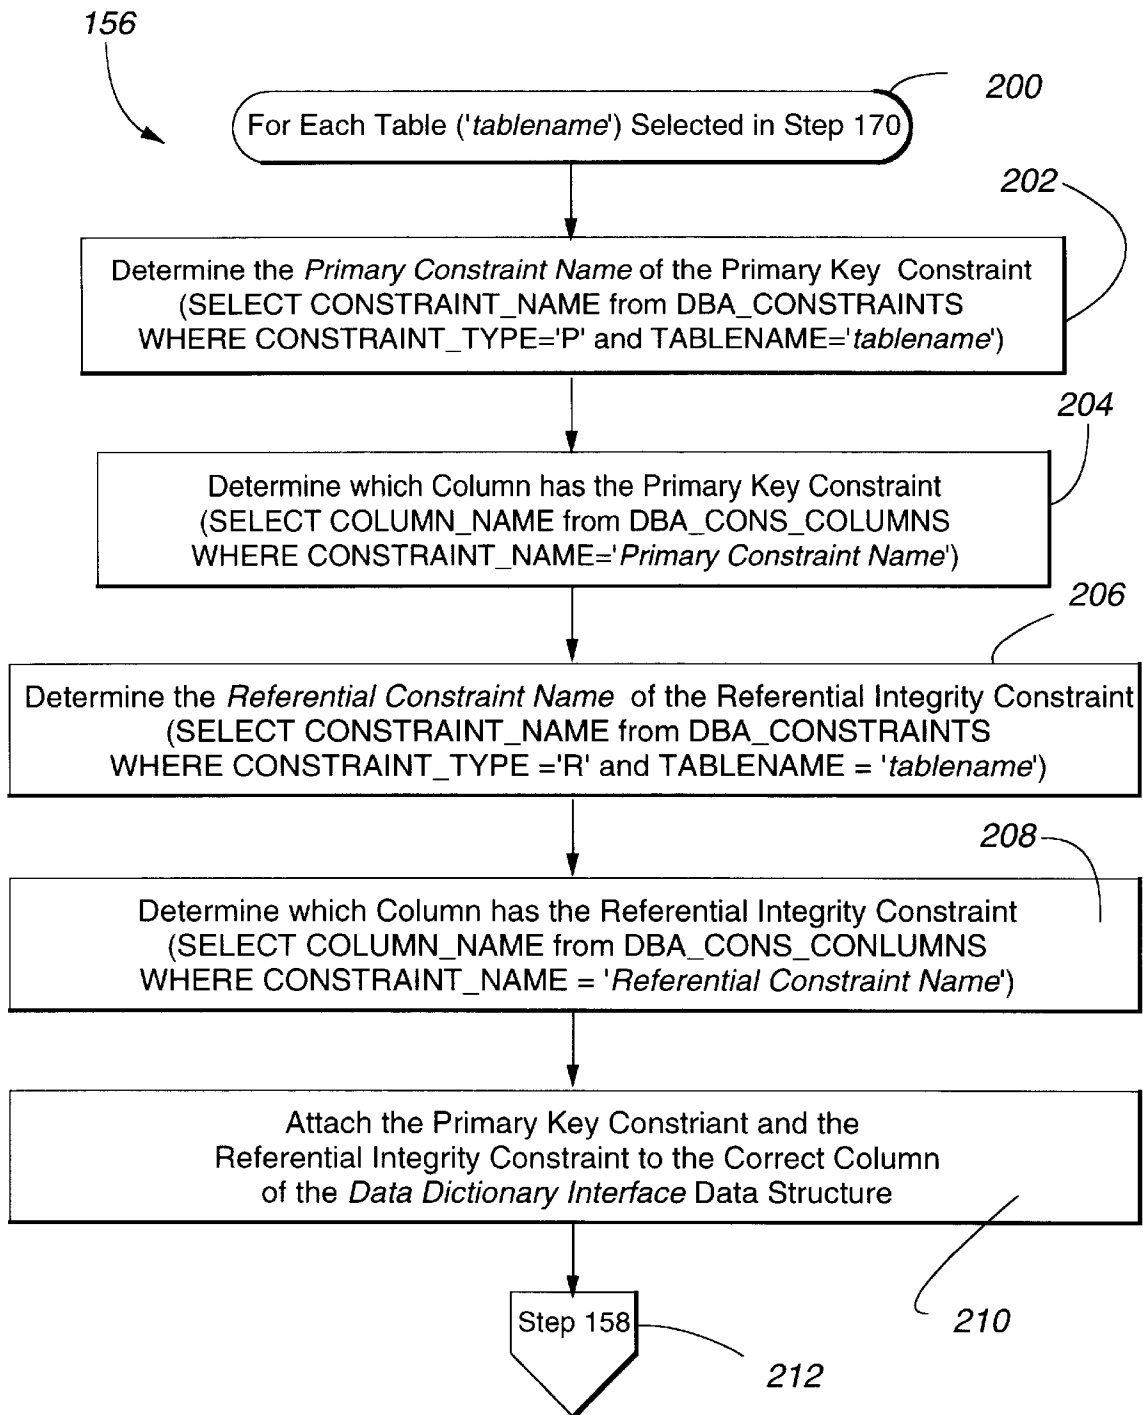 156
200
For Each Table ('tablename') Selected in Step 170
202
Determine the Primary Constraint Name of the Primary Key Constraint
(SELECT CONSTRAINT_NAME from DBA_CONSTRAINTS
WHERE CONSTRAINT_TYPE='P' and TABLENAME='tablename')
204
Determine which Column has the Primary Key Constraint
(SELECT COLUMN_NAME from DBA_CONS_COLUMNS
WHERE CONSTRAINT_NAME='Primary Constraint Name')
206
Determine the Referential Constraint Name of the Referential Integrity Constraint
(SELECT CONSTRAINT_NAME from DBA_CONSTRAINTS
WHERE CONSTRAINT_TYPE ='R' and TABLENAME = 'tablename')
208
Determine which Column has the Referential Integrity Constraint
(SELECT COLUMN_NAME from DBA_CONS_CONLUMNS
WHERE CONSTRAINT_NAME = 'Referential Constraint Name')
Attach the Primary Key Constriant and the
Referential Integrity Constraint to the Correct Column
of the Data Dictionary Interface Data Structure
210
Step 158
212